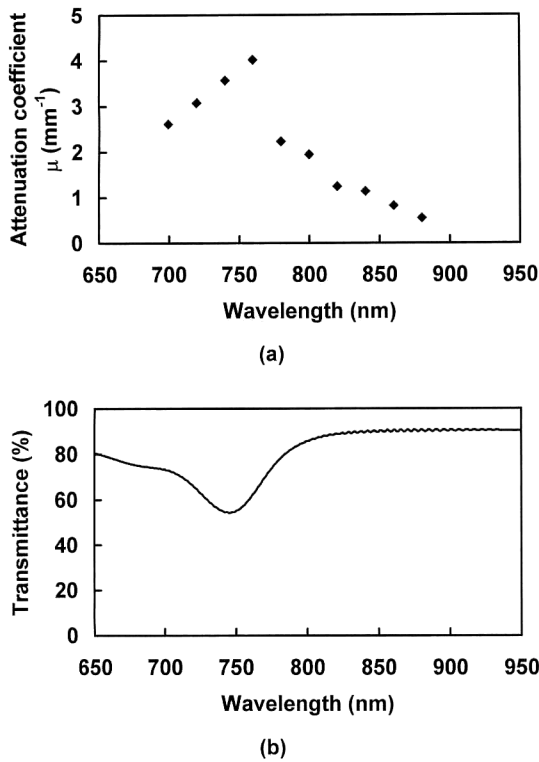 Attenuation coefficient
μ (mm⁻¹)
5
4
3
2
1
0
650 700 750 800 850 900 950
Wavelength (nm)
(a)
Transmittance (%)
100
80
60
40
20
0
650 700 750 800 850 900 950
Wavelength (nm)
(b)